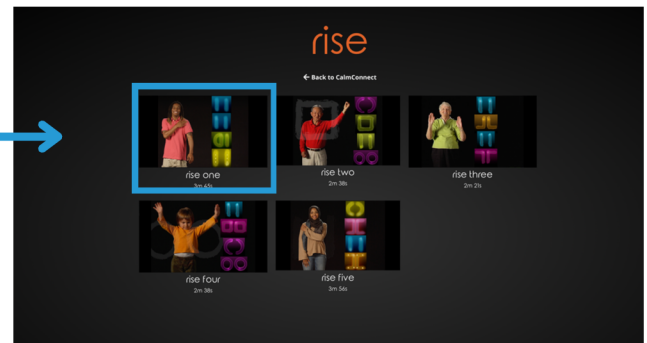 rise
← Back to CalmConnect
rise one
3m 45s
rise two
2m 38s
rise three
2m 21s
rise four
2m 38s
rise five
3m 56s